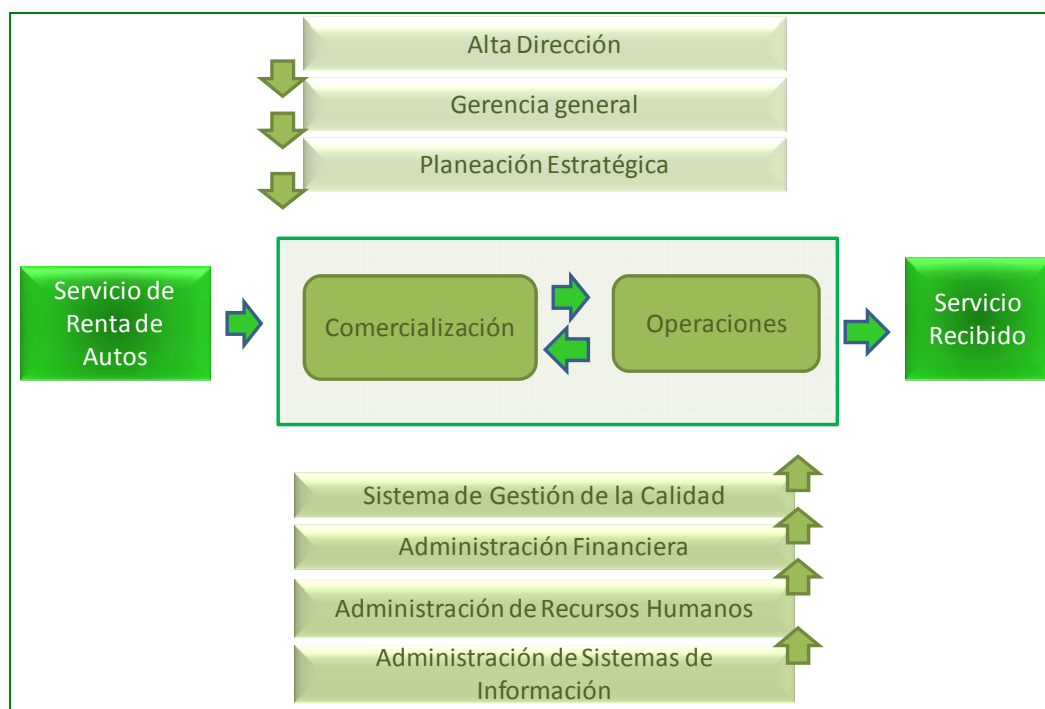 Alta Dirección
Gerencia general
Planeación Estratégica
Servicio de
Renta de
Autos
Comercialización
Operaciones
Servicio
Recibido
Sistema de Gestión de la Calidad
Administración Financiera
Administración de Recursos Humanos
Administración de Sistemas de
Información